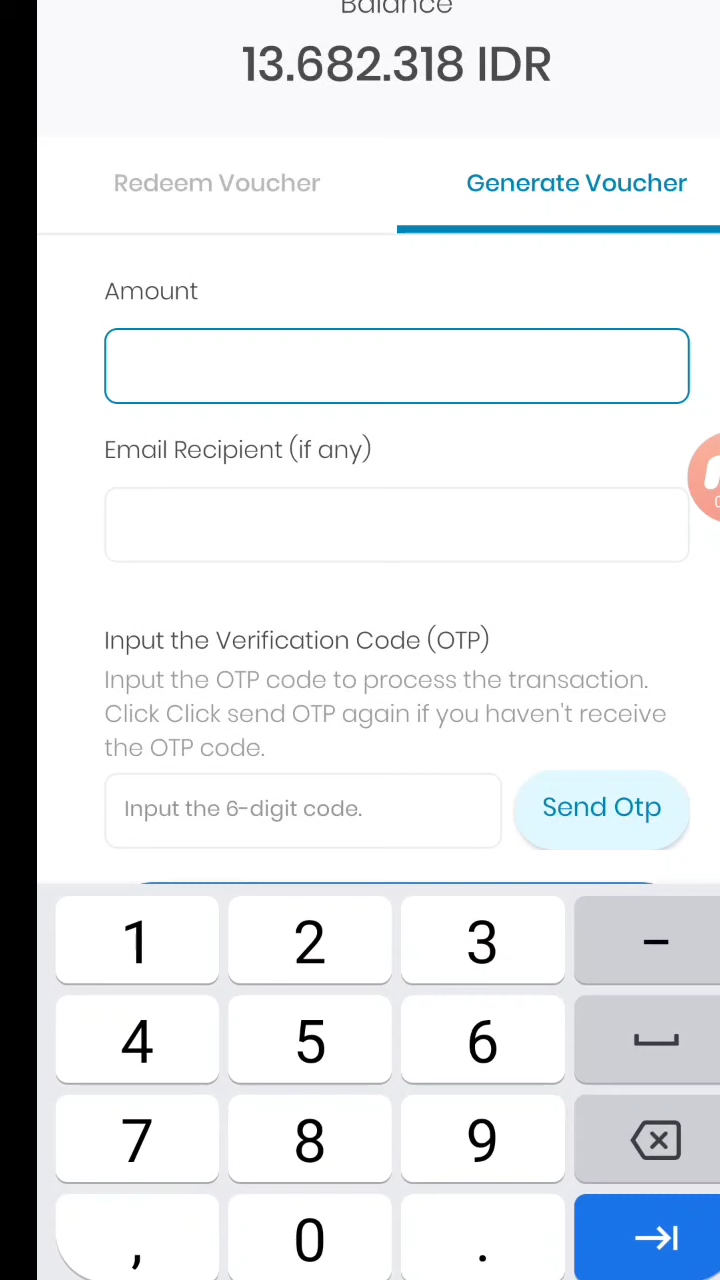 Balance
13.682.318 IDR
Redeem Voucher
Generate Voucher
Amount
Email Recipient (if any)
Input the Verification Code (OTP)
Input the OTP code to process the transaction.
Click Click send OTP again if you haven't receive
the OTP code.
Input the 6-digit code.
Send Otp
1 2 3 -
4 5 6
7 8 9
, 0 .